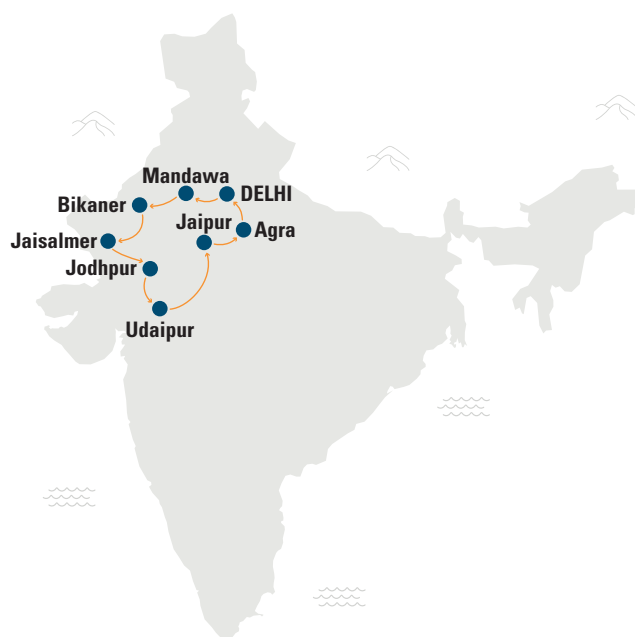 Mandawa
DELHI
Bikaner
Jaipur
Agra
Jaisalmer
Jodhpur
Udaipur